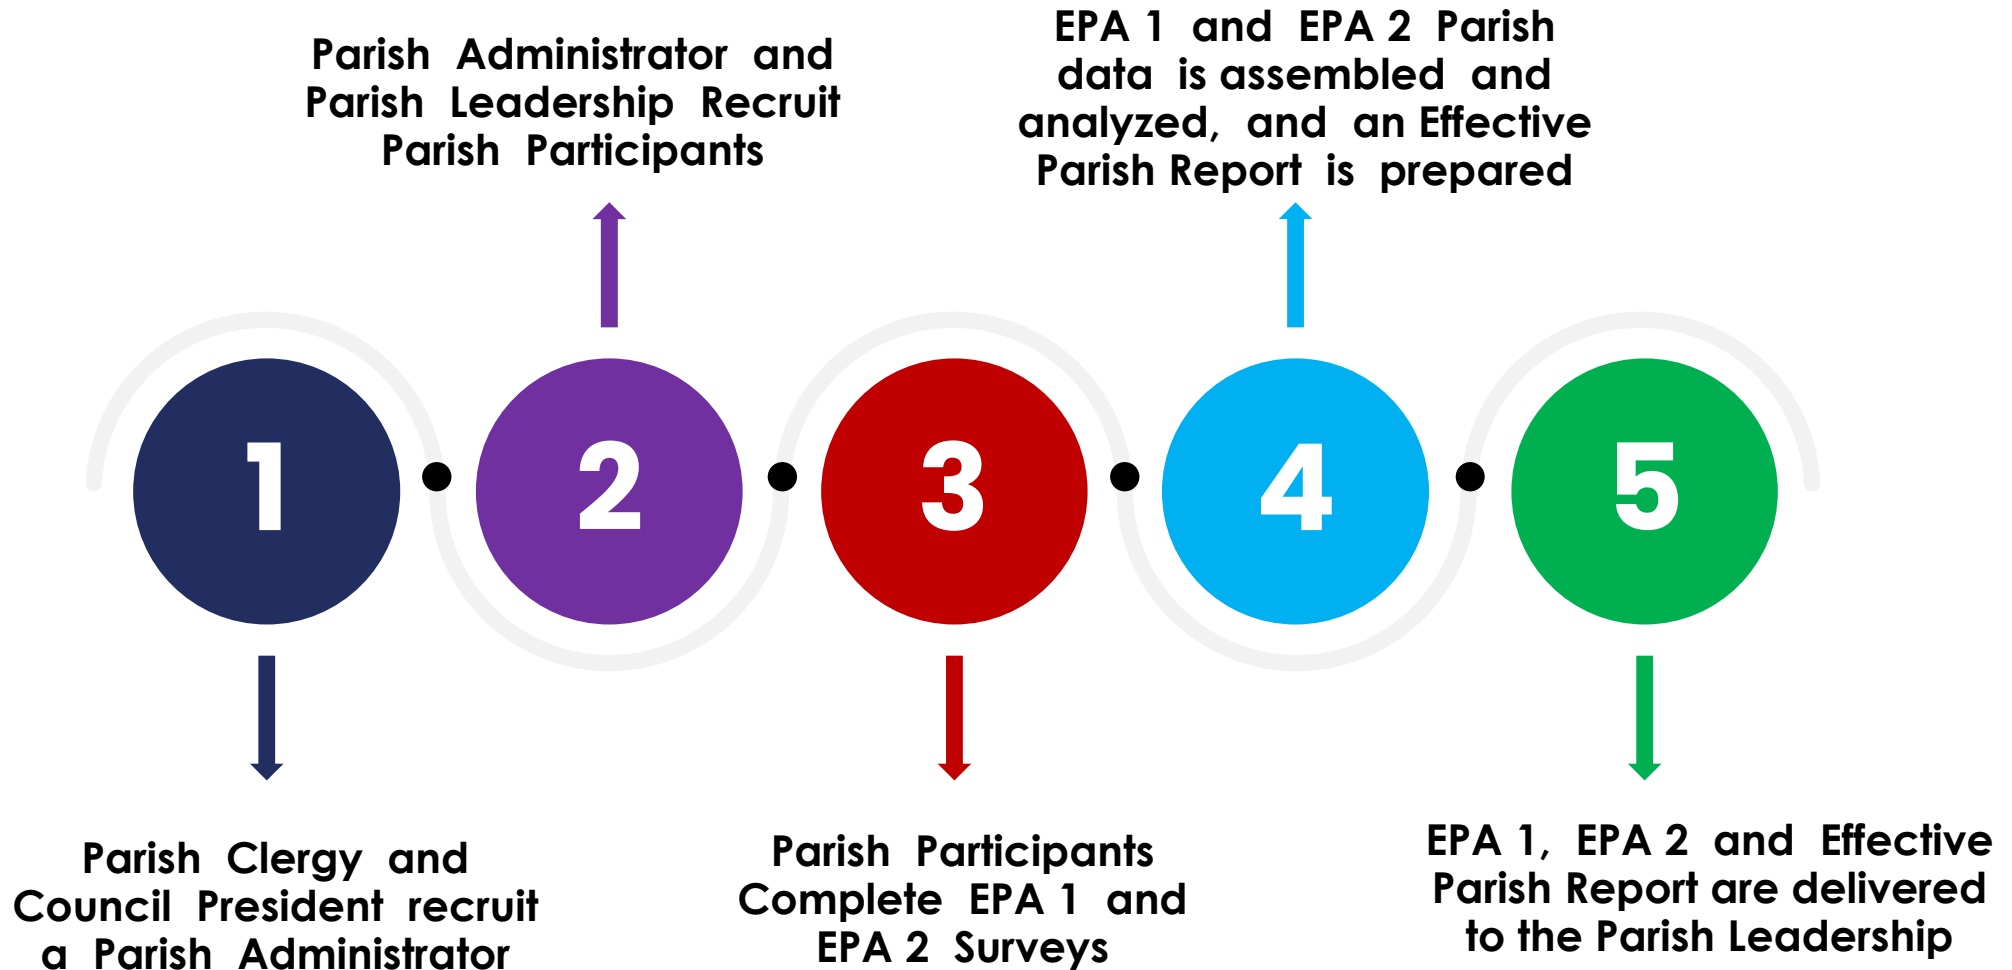 Parish Administrator and
Parish Leadership Recruit
Parish Participants
EPA 1 and EPA 2 Parish
data is assembled and
analyzed, and an Effective
Parish Report is prepared
1
2
3
4
5
Parish Clergy and
Council President recruit
a Parish Administrator
Parish Participants
Complete EPA 1 and
EPA 2 Surveys
EPA 1, EPA 2 and Effective
Parish Report are delivered
to the Parish Leadership